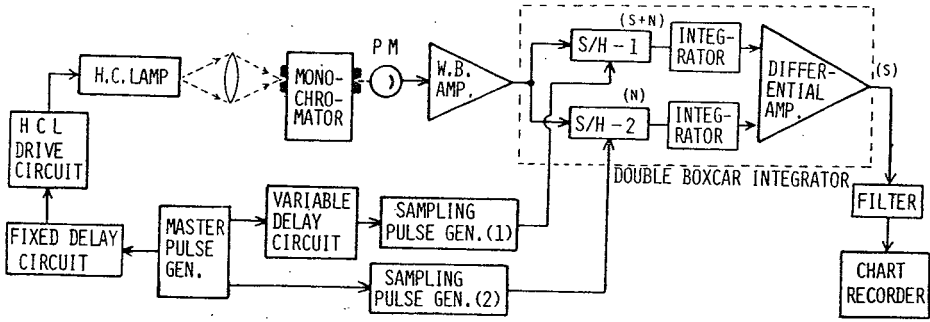 H.C.LAMP
MONO-
CHRO-
MATOR
PM
W.B.
AMP.
(S+N)
S/H-1
INTEG-
RATOR
(N)
S/H-2
INTEG-
RATOR
DIFFER-
ENTIAL
AMP.
(S)
DOUBLE BOXCAR INTEGRATOR
HCL
DRIVE
CIRCUIT
FIXED DELAY
CIRCUIT
MASTER
PULSE
GEN.
VARIABLE
DELAY
CIRCUIT
SAMPLING
PULSE GEN.(1)
SAMPLING
PULSE GEN.(2)
FILTER
CHART
RECORDER